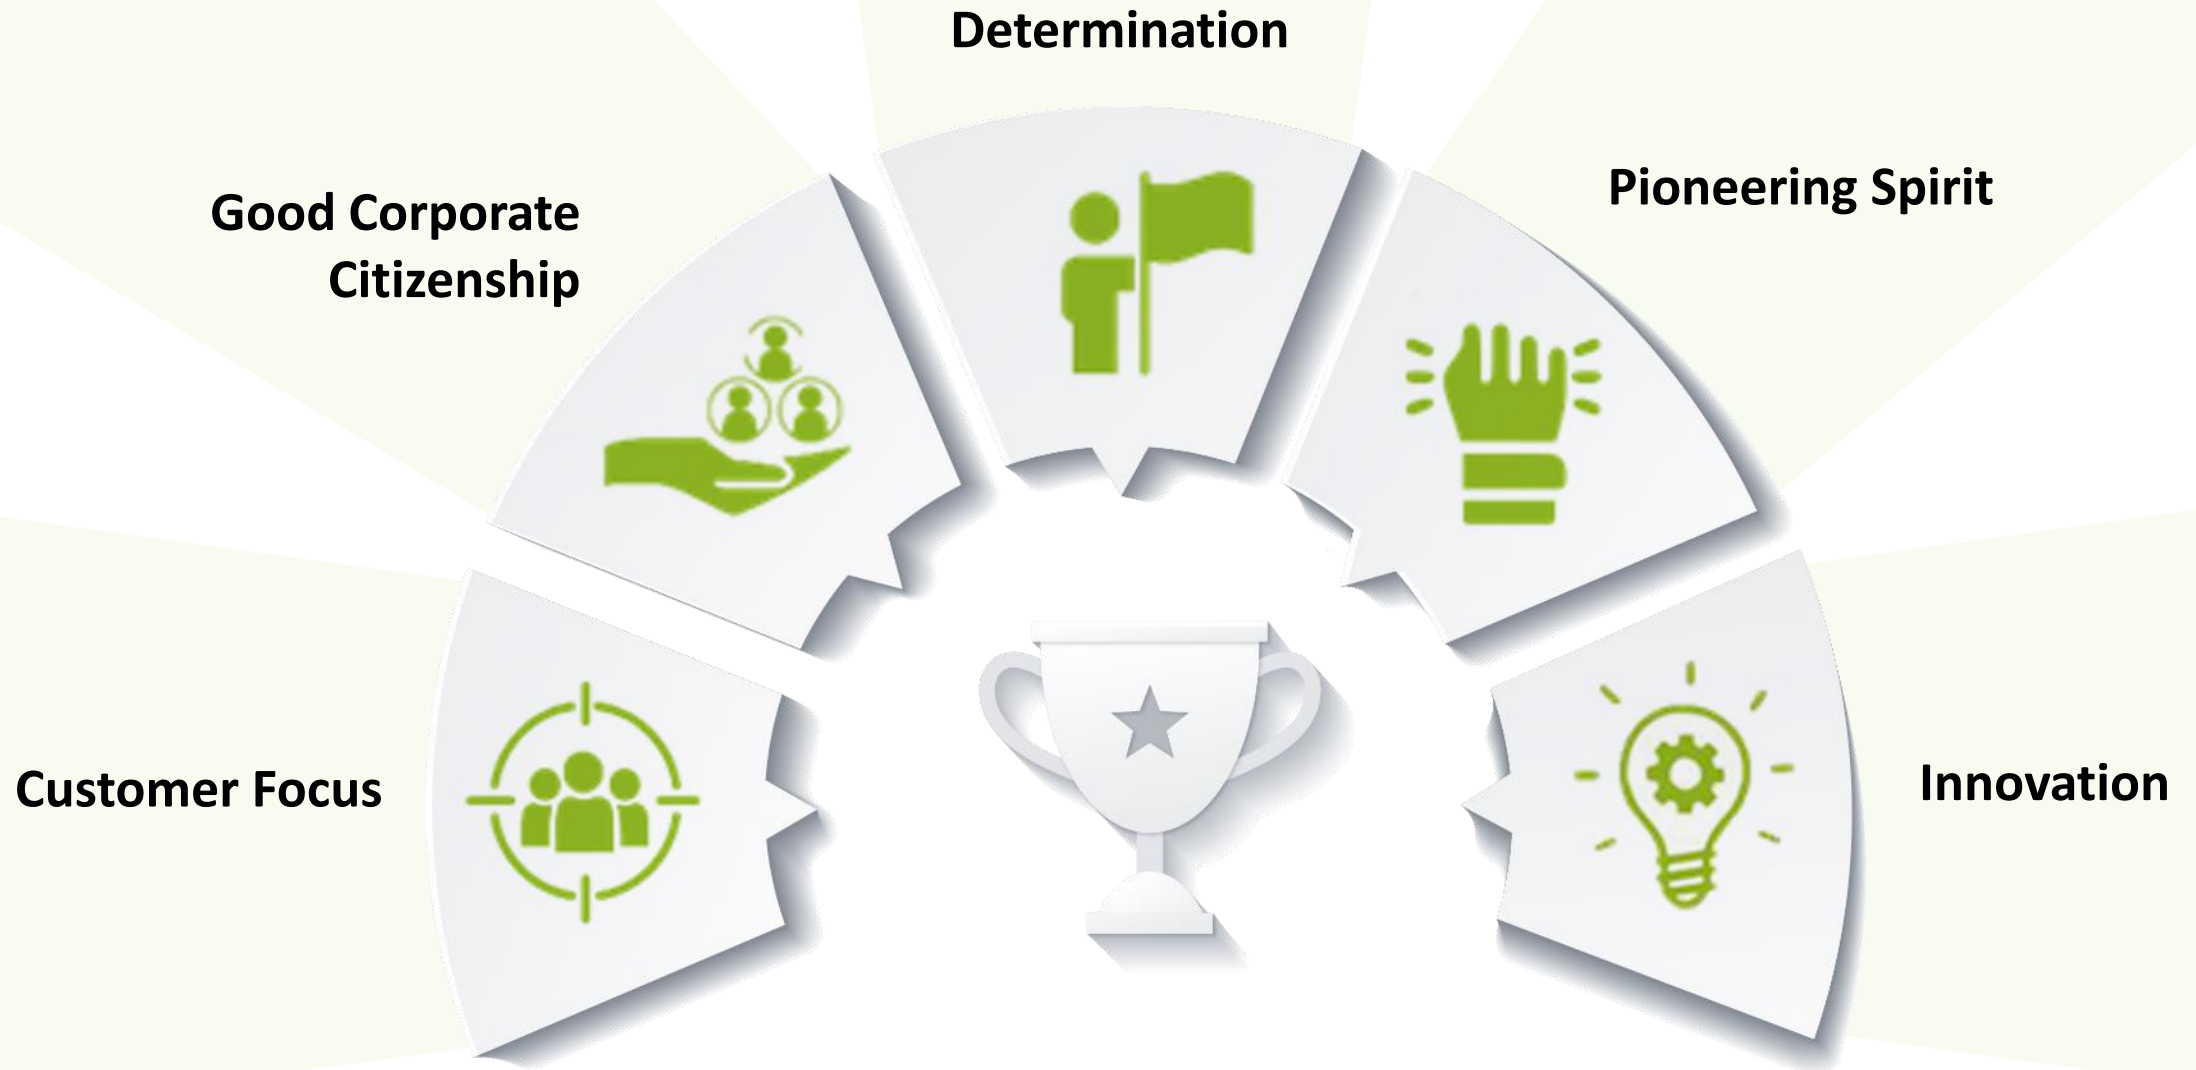 Determination
Pioneering Spirit
Good Corporate
Citizenship
Customer Focus
Innovation